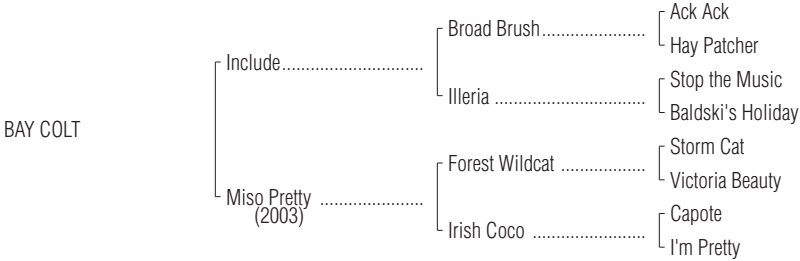 Ack Ack
Broad Brush......................
Hay Patcher
Include.............................
Stop the Music
Illeria ...............................
Baldski's Holiday
BAY COLT
Storm Cat
Forest Wildcat ..................
Victoria Beauty
Miso Pretty .....................
(2003)
Capote
Irish Coco ........................
I'm Pretty